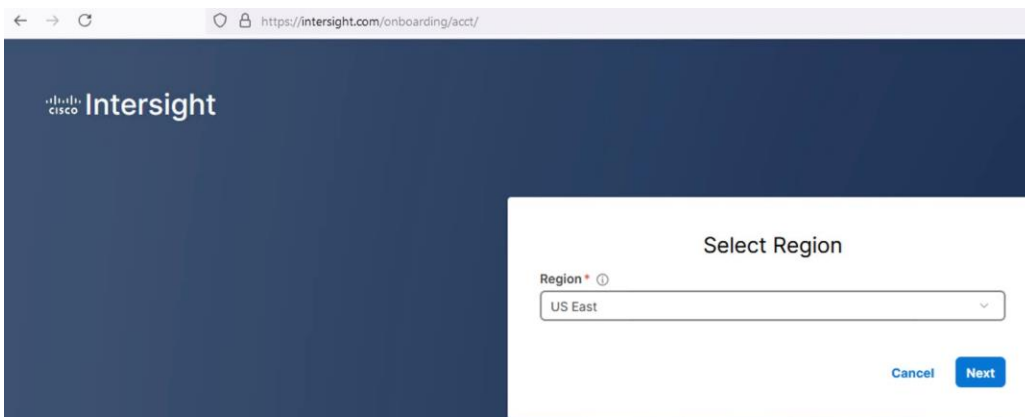 https://intersight.com/onboarding/acct/
CISCO Intersight
Select Region
Region *
US East
Cancel Next